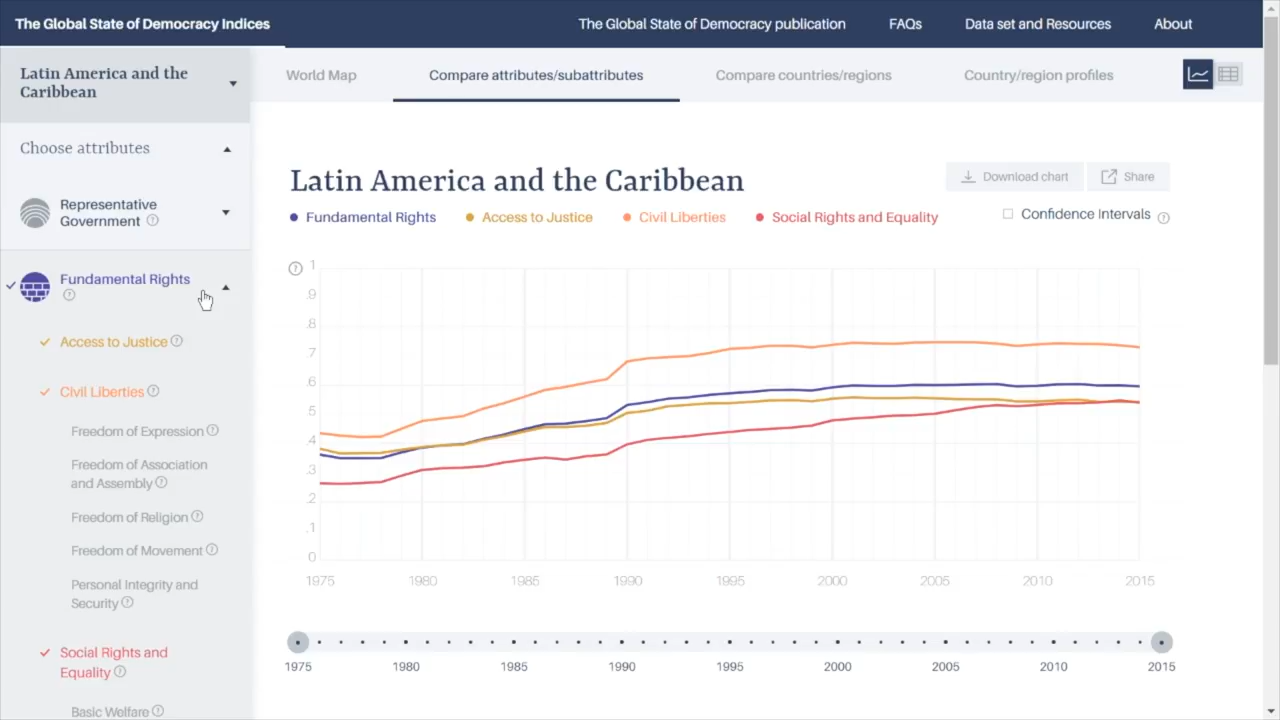 The Global State of Democracy Indices
The Global State of Democracy publication
FAQs
Data set and Resources
About
Latin America and the
Caribbean
World Map
Compare attributes/subattributes
Compare countries/regions
Country/region profiles
Choose attributes
Representative
Government ?
Fundamental Rights
?
Access to Justice ?
Civil Liberties ?
Freedom of Expression ?
Freedom of Association
and Assembly ?
Freedom of Religion ?
Freedom of Movement ?
Personal Integrity and
Security ?
Social Rights and
Equality ?
Basic Welfare ?
Latin America and the Caribbean
Download chart
Share
Fundamental Rights
Access to Justice
Civil Liberties
Social Rights and Equality
Confidence Intervals ?
? 1
.9
.8
.7
.6
.5
.4
.3
.2
.1
0
1975 1980 1985 1990 1995 2000 2005 2010 2015
1975 1980 1985 1990 1995 2000 2005 2010 2015